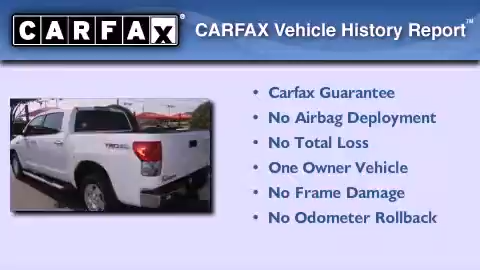 CARFAX®
CARFAX Vehicle History Report™
• Carfax Guarantee
• No Airbag Deployment
• No Total Loss
• One Owner Vehicle
• No Frame Damage
• No Odometer Rollback